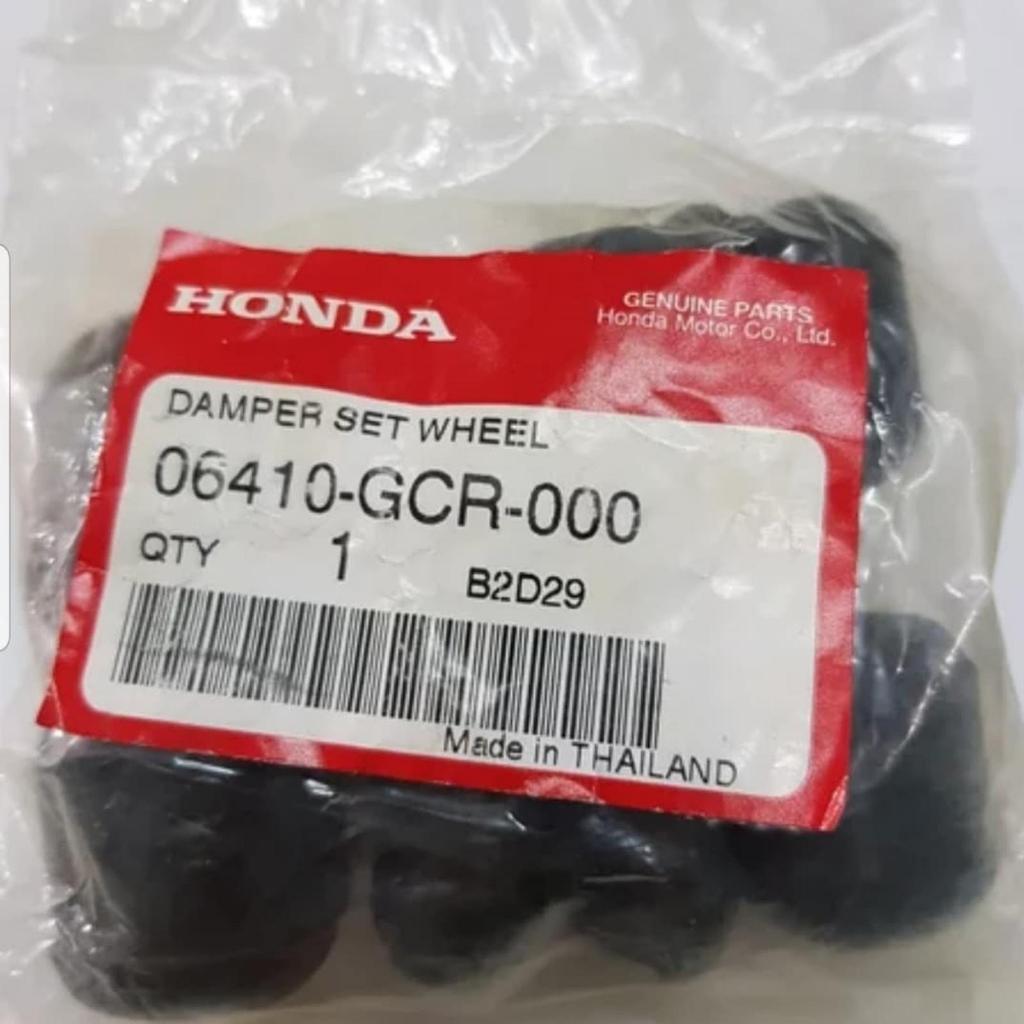 HONDA
GENUINE PARTS
Honda Motor Co., Ltd.
DAMPER SET WHEEL
06410-GCR-000
QTY 1 B2D29
Made in THAILAND